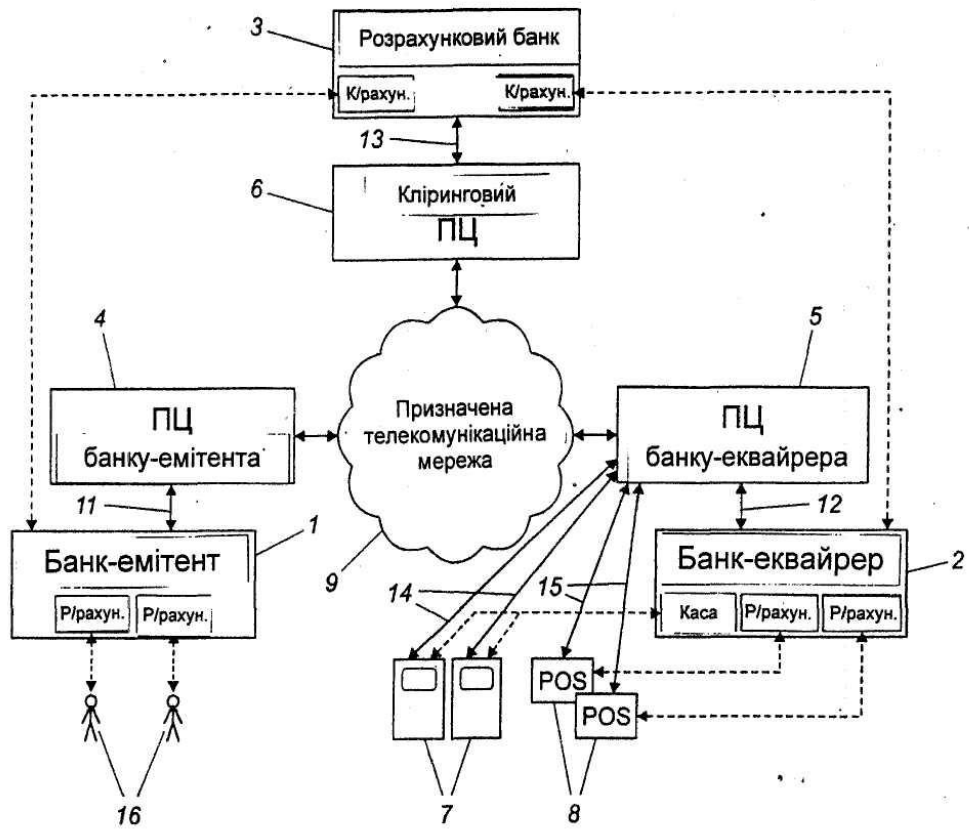 3
Розрахунковий банк
К/рахун.
К/рахун.
13
6
Кліринговий
ПЦ
4
5
ПЦ
банку-емітента
Призначена
телекомунікаційна
мережа
ПЦ
банку-еквайрера
11
12
1
Банк-емітент
Р/рахун.
Р/рахун.
9
14
15
Банк-еквайрер
2
Каса
Р/рахун.
Р/рахун.
POS
POS
16
7
8